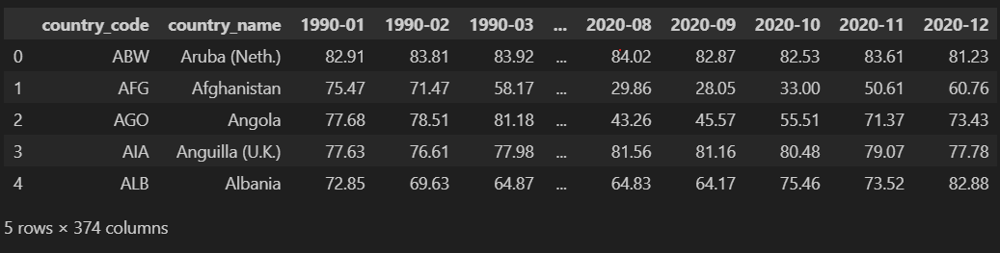 country_code country_name 1990-01 1990-02 1990-03 ... 2020-08 2020-09 2020-10 2020-11 2020-12
0 ABW Aruba (Neth.) 82.91 83.81 83.92 ... 84.02 82.87 82.53 83.61 81.23
1 AFG Afghanistan 75.47 71.47 58.17 ... 29.86 28.05 33.00 50.61 60.76
2 AGO Angola 77.68 78.51 81.18 ... 43.26 45.57 55.51 71.37 73.43
3 AIA Anguilla (U.K.) 77.63 76.61 77.98 ... 81.56 81.16 80.48 79.07 77.78
4 ALB Albania 72.85 69.63 64.87 ... 64.83 64.17 75.46 73.52 82.88
5 rows × 374 columns